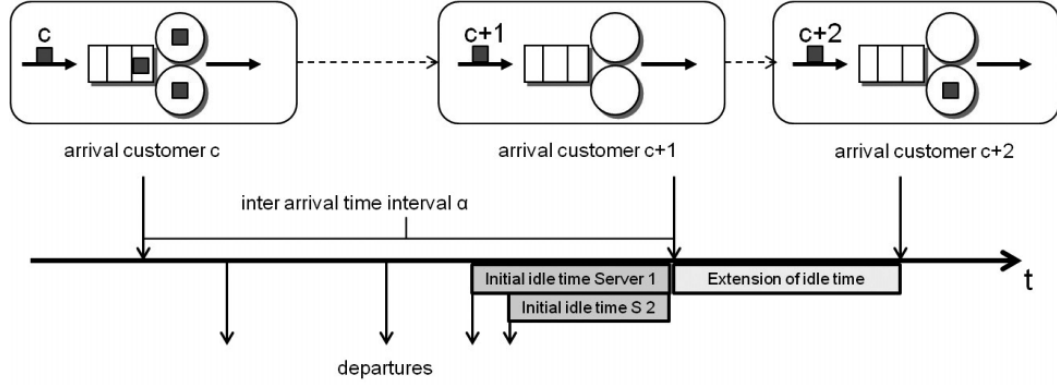 c
c+1
c+2
arrival customer c
arrival customer c+1
arrival customer c+2
inter arrival time interval α
Initial idle time Server 1
Extension of idle time
t
Initial idle time S 2
departures